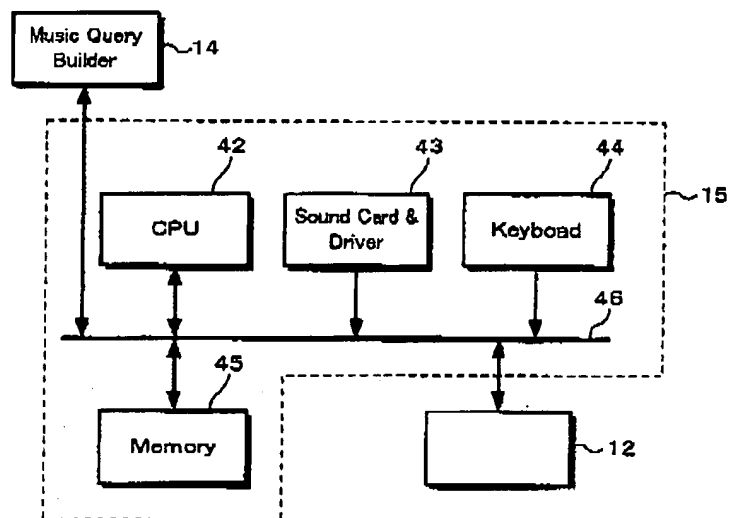 Music Query
Builder
14
42
43
44
15
CPU
Sound Card &
Driver
Keyboad
46
45
Memory
12